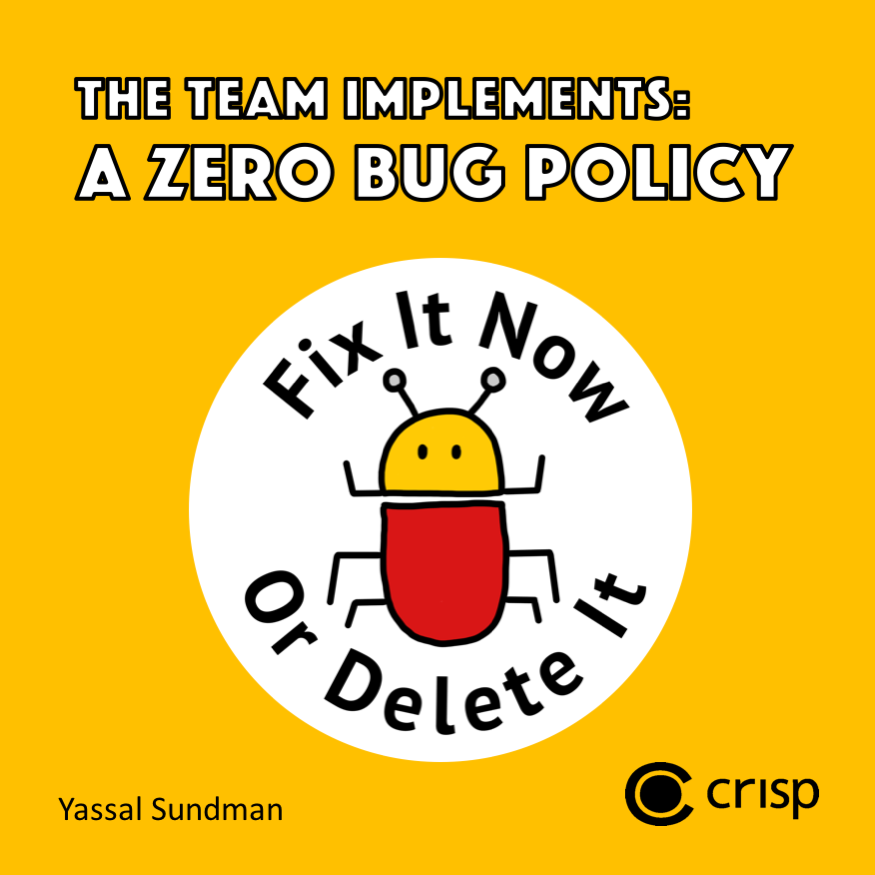 THE TEAM IMPLEMENTS:
A ZERO BUG POLICY
Fix It Now
Or Delete It
Yassal Sundman
crisp